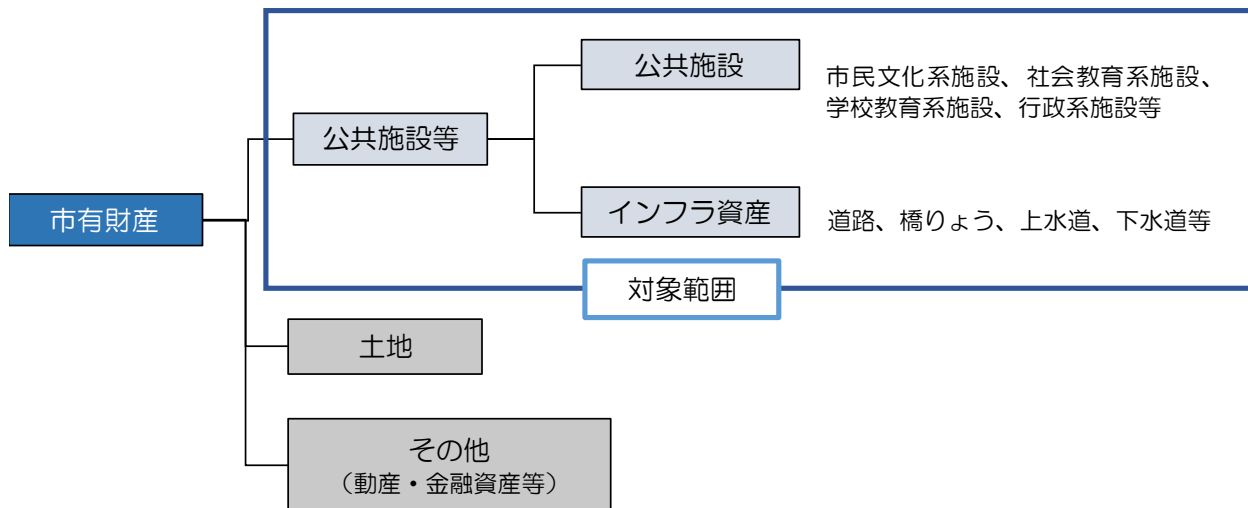 公共施設
市民文化系施設、社会教育系施設、
学校教育系施設、行政系施設等
公共施設等
市有財産
インフラ資産
道路、橋りょう、上水道、下水道等
対象範囲
土地
その他
（動産・金融資産等）